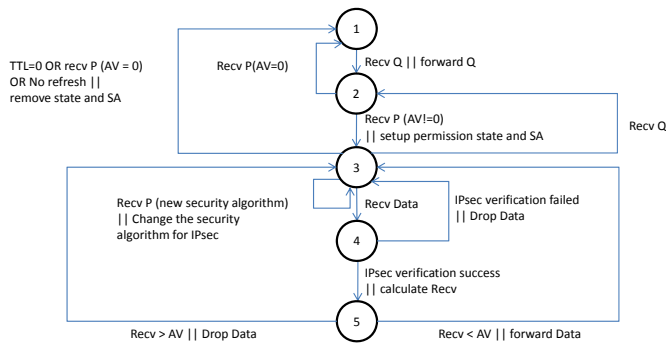 1
TTL=0 OR recv P (AV = 0)
OR No refresh ||
remove state and SA
Recv P(AV=0)
Recv Q || forward Q
2
Recv P (AV!=0)
|| setup permission state and SA
Recv Q
3
Recv P (new security algorithm)
|| Change the security
algorithm for IPsec
Recv Data
IPsec verification failed
|| Drop Data
4
IPsec verification success
|| calculate Recv
5
Recv > AV || Drop Data
Recv < AV || forward Data